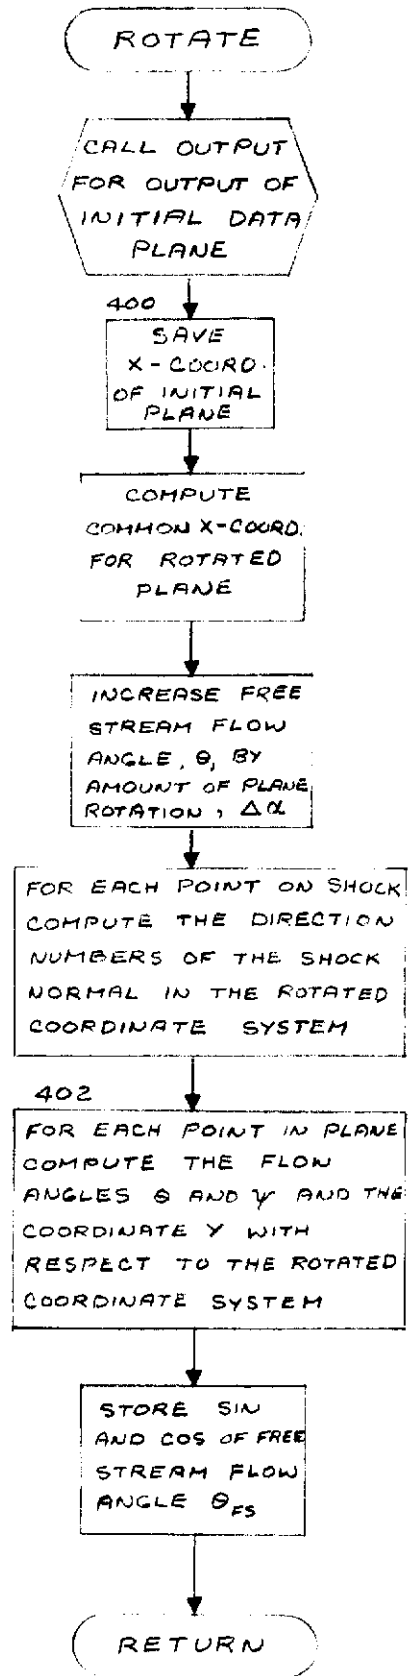 ROTATE
CALL OUTPUT
FOR OUTPUT OF
INITIAL DATA
PLANE
400
SAVE
X-COORD.
OF INITIAL
PLANE
COMPUTE
COMMON X-COORD.
FOR ROTATED
PLANE
INCREASE FREE
STREAM FLOW
ANGLE, θ, BY
AMOUNT OF PLANE
ROTATION, Δα
FOR EACH POINT ON SHOCK
COMPUTE THE DIRECTION
NUMBERS OF THE SHOCK
NORMAL IN THE ROTATED
COORDINATE SYSTEM
402
FOR EACH POINT IN PLANE
COMPUTE THE FLOW
ANGLES θ AND ψ AND THE
COORDINATE Y WITH
RESPECT TO THE ROTATED
COORDINATE SYSTEM
STORE SIN
AND COS OF FREE
STREAM FLOW
ANGLE θFS
RETURN